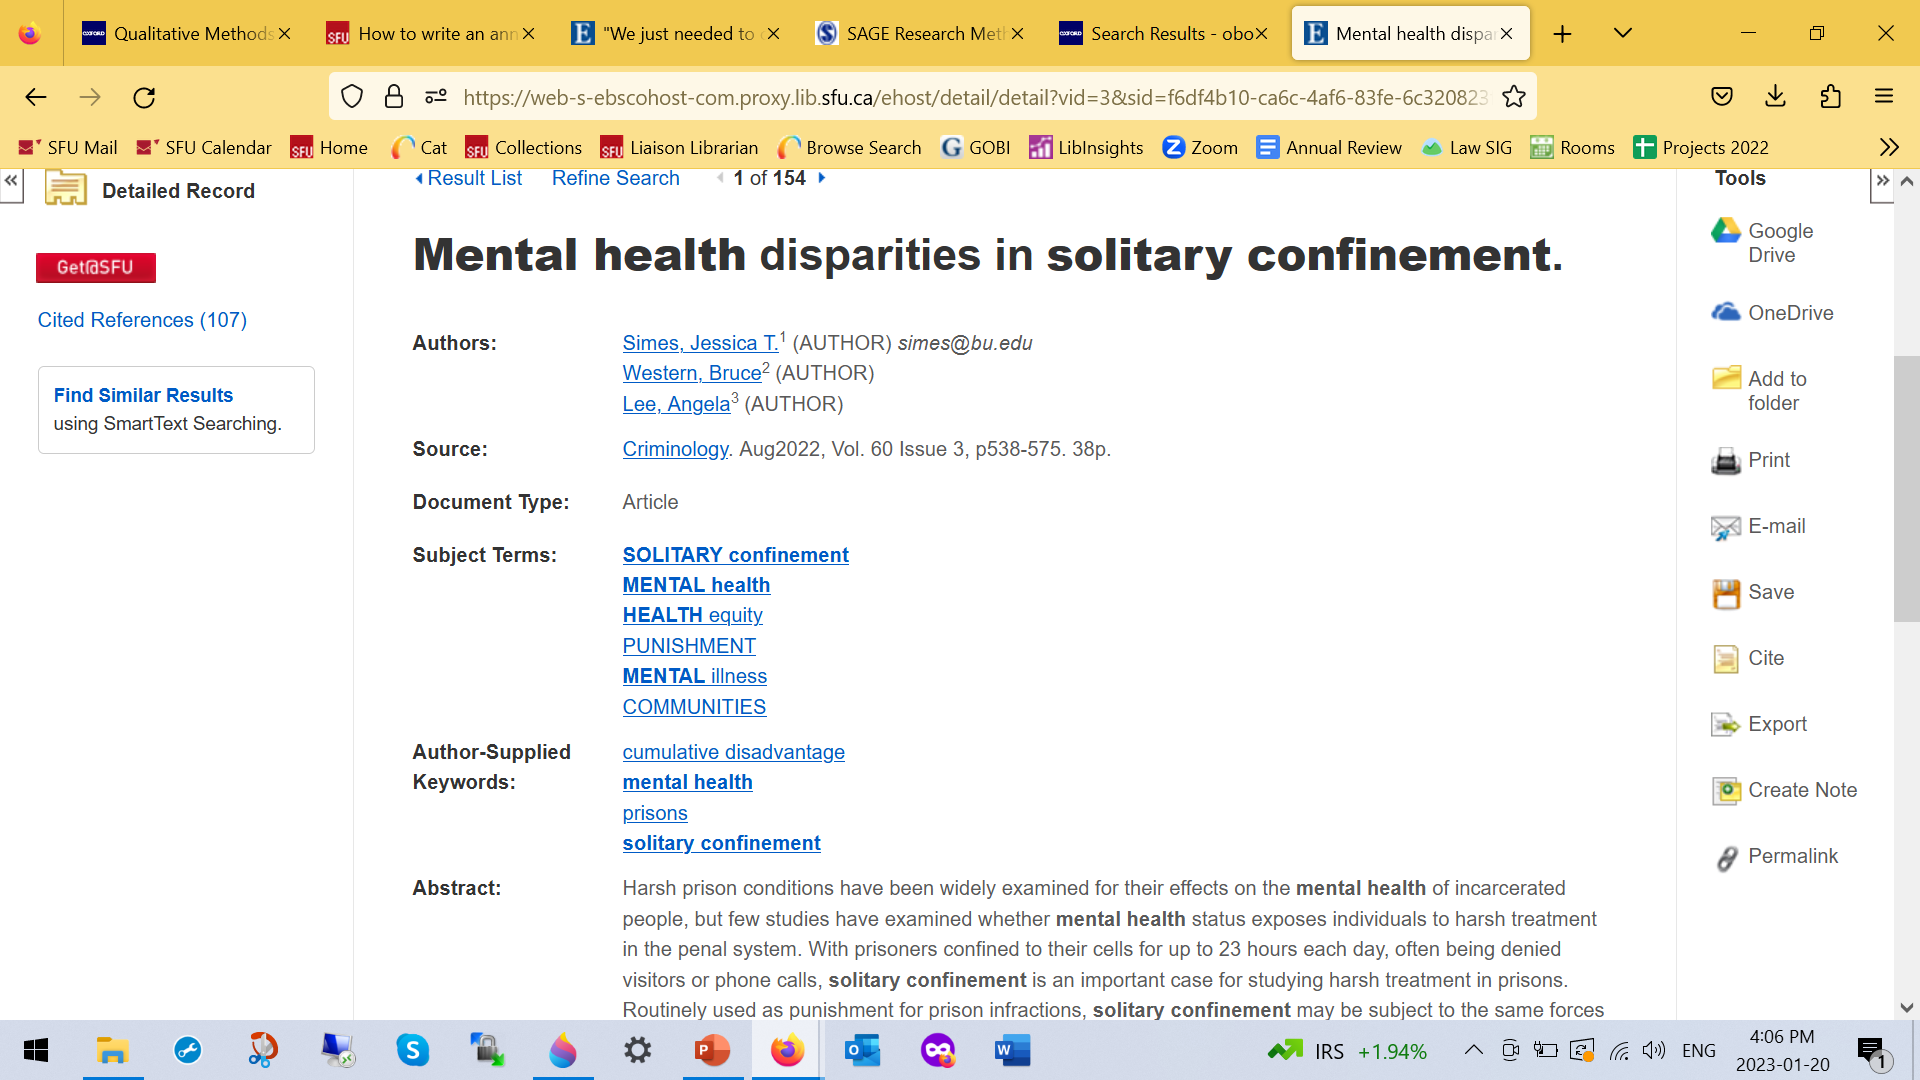 Qualitative Methods
How to write an ann
"We just needed to
SAGE Research Met
Search Results - obo
Mental health dispar
https://web-s-ebscohost-com.proxy.lib.sfu.ca/ehost/detail/detail?vid=3&sid=f6df4b10-ca6c-4af6-83fe-6c320823
SFU Mail
SFU Calendar
SFU Home
Cat
SFU Collections
SFU Liaison Librarian
Browse Search
G GOBI
LibInsights
Z Zoom
Annual Review
Law SIG
Rooms
Projects 2022
Detailed Record
Get@SFU
Cited References (107)
Find Similar Results
using SmartText Searching.
Result List Refine Search 1 of 154
Mental health disparities in solitary confinement.
Authors: Simes, Jessica T.1 (AUTHOR) simes@bu.edu
Western, Bruce2 (AUTHOR)
Lee, Angela3 (AUTHOR)
Source: Criminology. Aug2022, Vol. 60 Issue 3, p538-575. 38p.
Document Type: Article
Subject Terms: SOLITARY confinement
MENTAL health
HEALTH equity
PUNISHMENT
MENTAL illness
COMMUNITIES
Author-Supplied Keywords: cumulative disadvantage
mental health
prisons
solitary confinement
Abstract: Harsh prison conditions have been widely examined for their effects on the mental health of incarcerated
people, but few studies have examined whether mental health status exposes individuals to harsh treatment
in the penal system. With prisoners confined to their cells for up to 23 hours each day, often being denied
visitors or phone calls, solitary confinement is an important case for studying harsh treatment in prisons.
Routinely used as punishment for prison infractions, solitary confinement may be subject to the same forces
Tools
Google
Drive
OneDrive
Add to
folder
Print
E-mail
Save
Cite
Export
Create Note
Permalink
IRS +1.94%
ENG
4:06 PM
2023-01-20
1